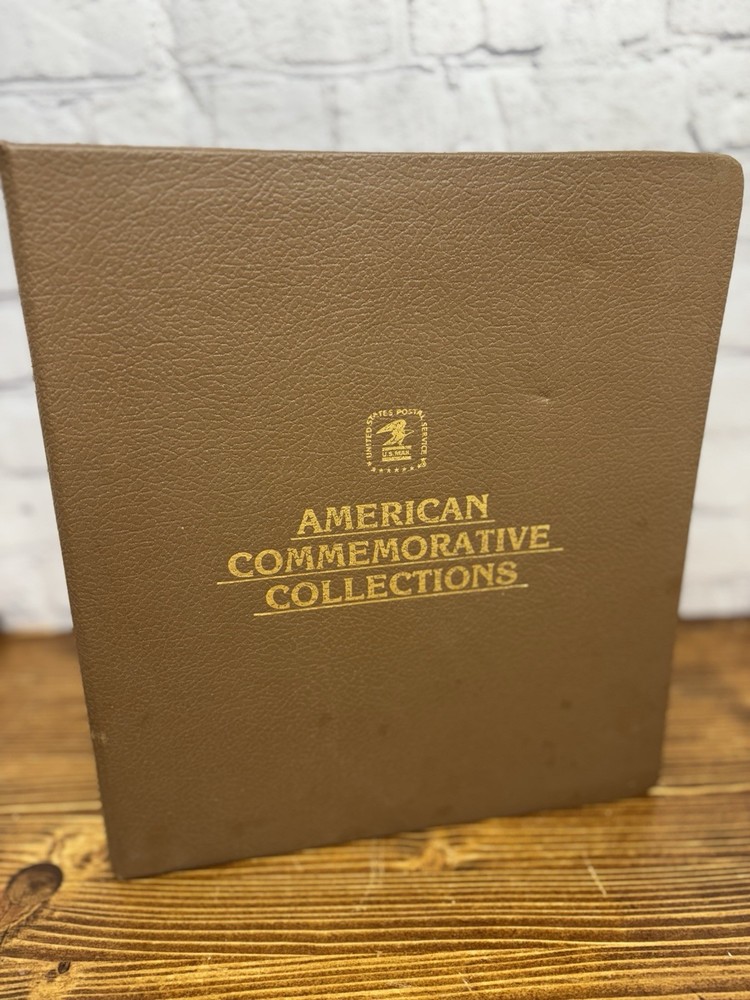 UNITED STATES POSTAL SERVICE
U.S.MAIL
AMERICAN
COMMEMORATIVE
COLLECTIONS